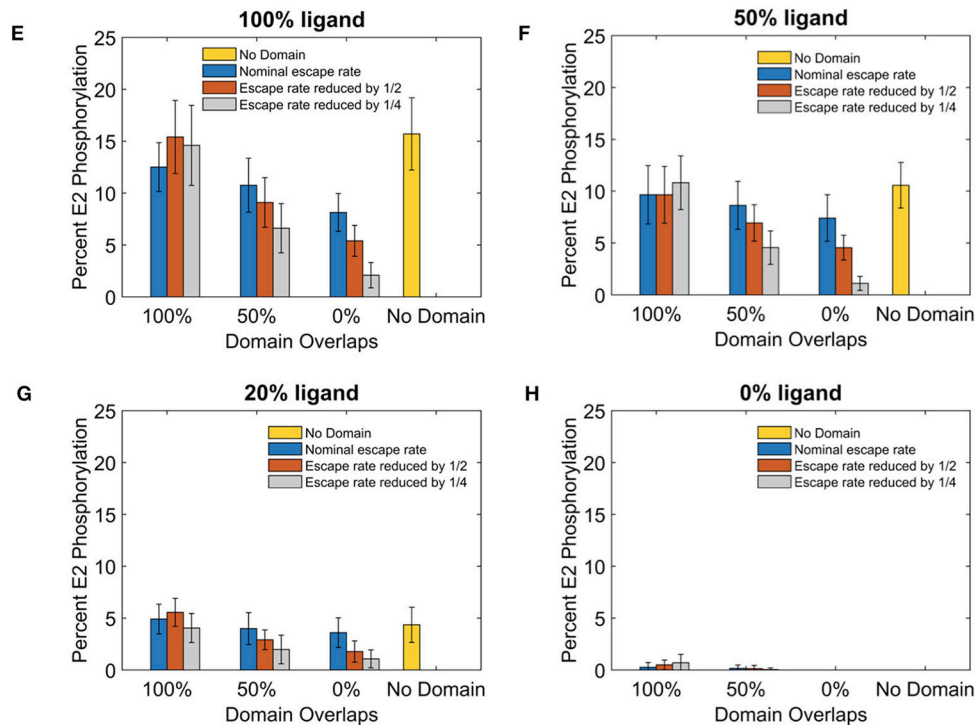 E
100% ligand
Percent E2 Phosphorylation
25
20
15
10
5
0
No Domain
Nominal escape rate
Escape rate reduced by 1/2
Escape rate reduced by 1/4
100%
50%
0%
No Domain
Domain Overlaps
F
50% ligand
Percent E2 Phosphorylation
25
20
15
10
5
0
No Domain
Nominal escape rate
Escape rate reduced by 1/2
Escape rate reduced by 1/4
100%
50%
0%
No Domain
Domain Overlaps
G
20% ligand
Percent E2 Phosphorylation
25
20
15
10
5
0
No Domain
Nominal escape rate
Escape rate reduced by 1/2
Escape rate reduced by 1/4
100%
50%
0%
No Domain
Domain Overlaps
H
0% ligand
Percent E2 Phosphorylation
25
20
15
10
5
0
No Domain
Nominal escape rate
Escape rate reduced by 1/2
Escape rate reduced by 1/4
100%
50%
0%
No Domain
Domain Overlaps